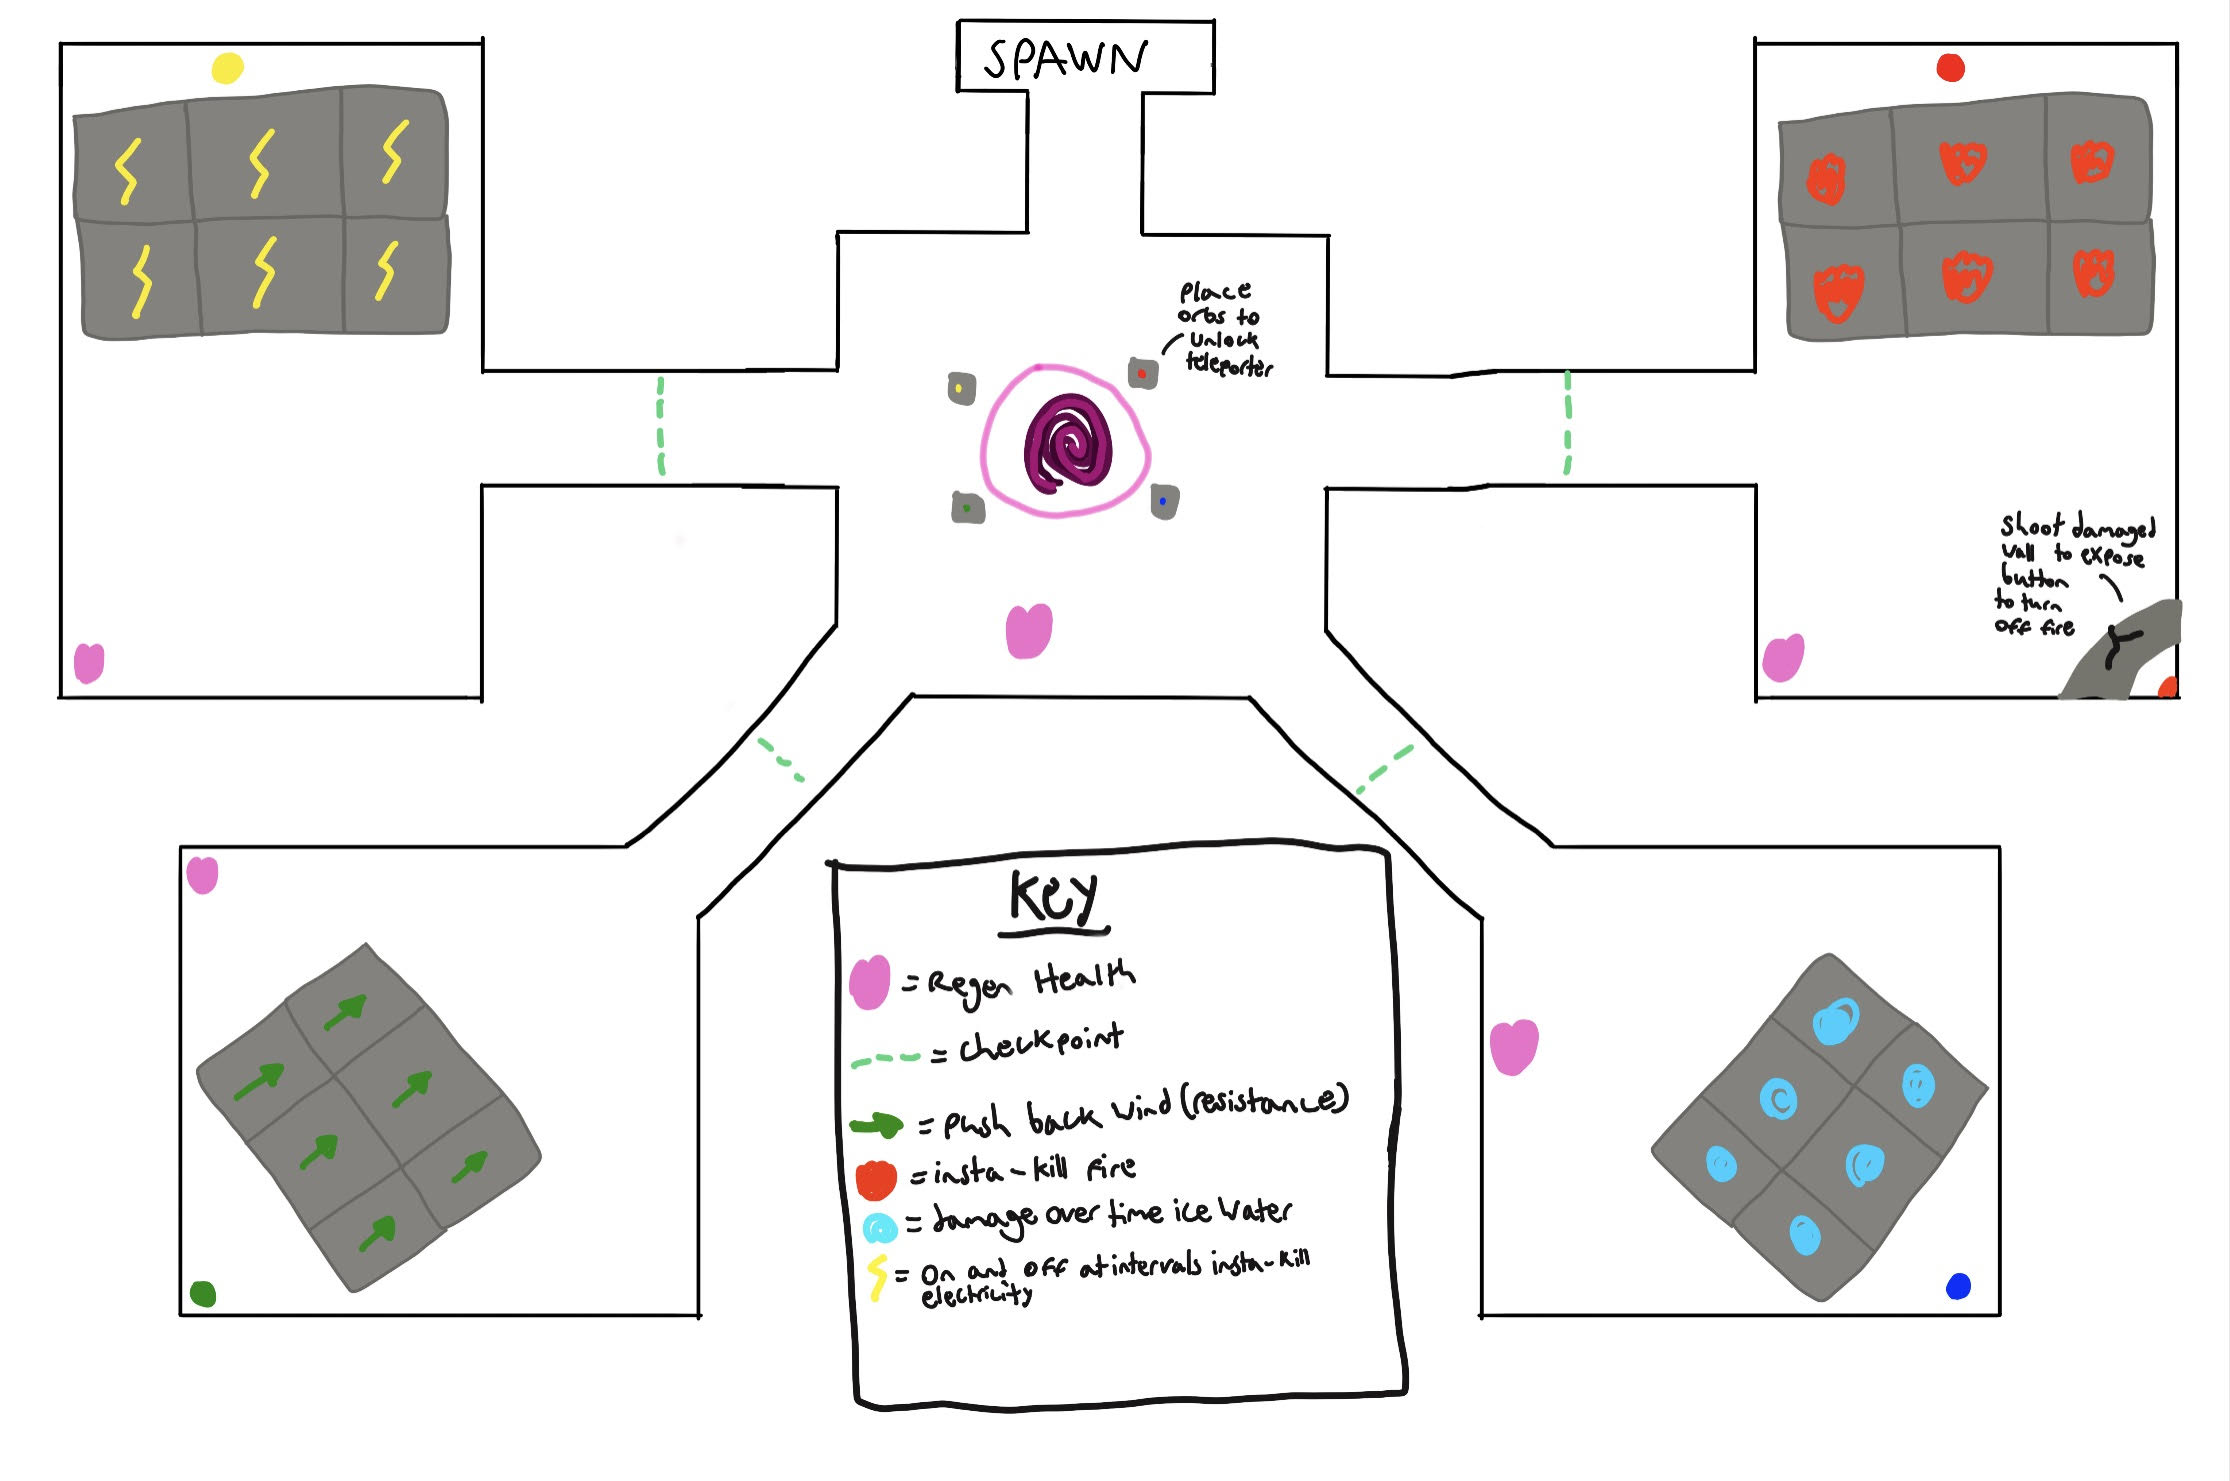 SPAWN
Place
orbs to
unlock
teleporter
Shoot damaged
wall to expose
button
to turn
off fire
Key
= Regen Health
= Checkpoint
= Push back Wind (resistance)
= insta-kill fire
= damage over time ice Water
= On and off at intervals insta-kill
electricity